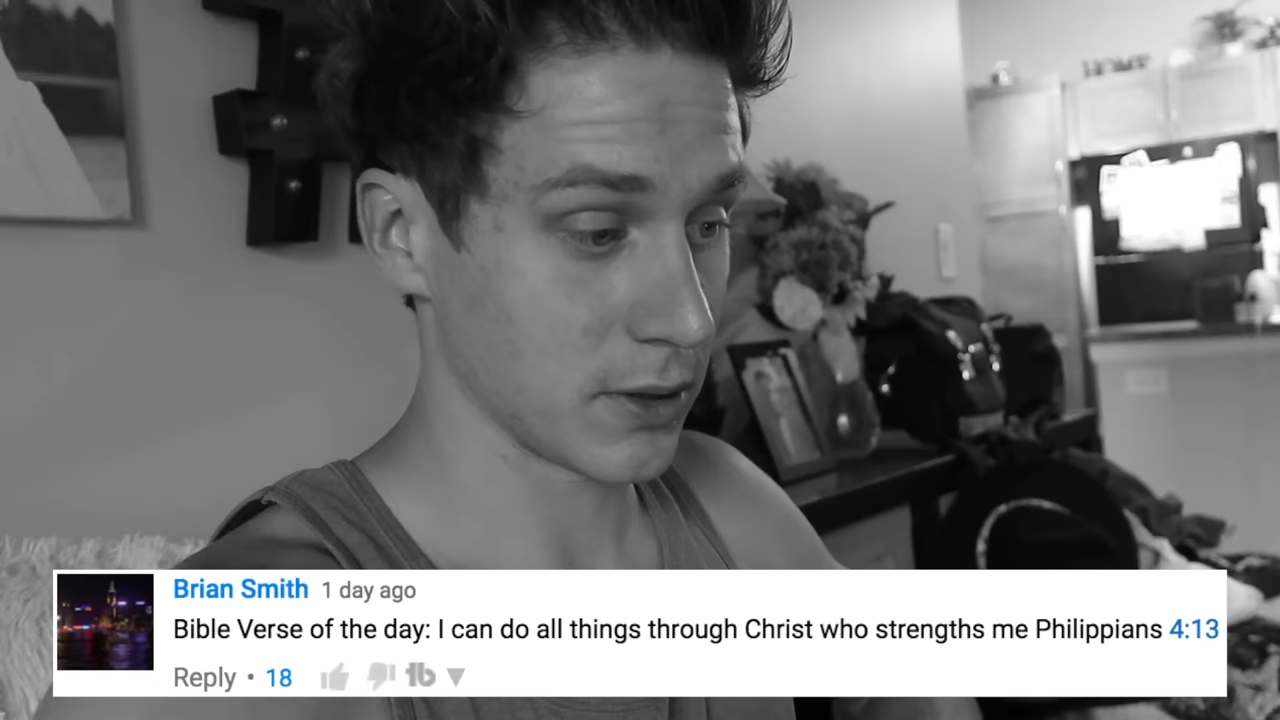 HOME
Brian Smith 1 day ago
Bible Verse of the day: I can do all things through Christ who strengths me Philippians 4:13
Reply • 18